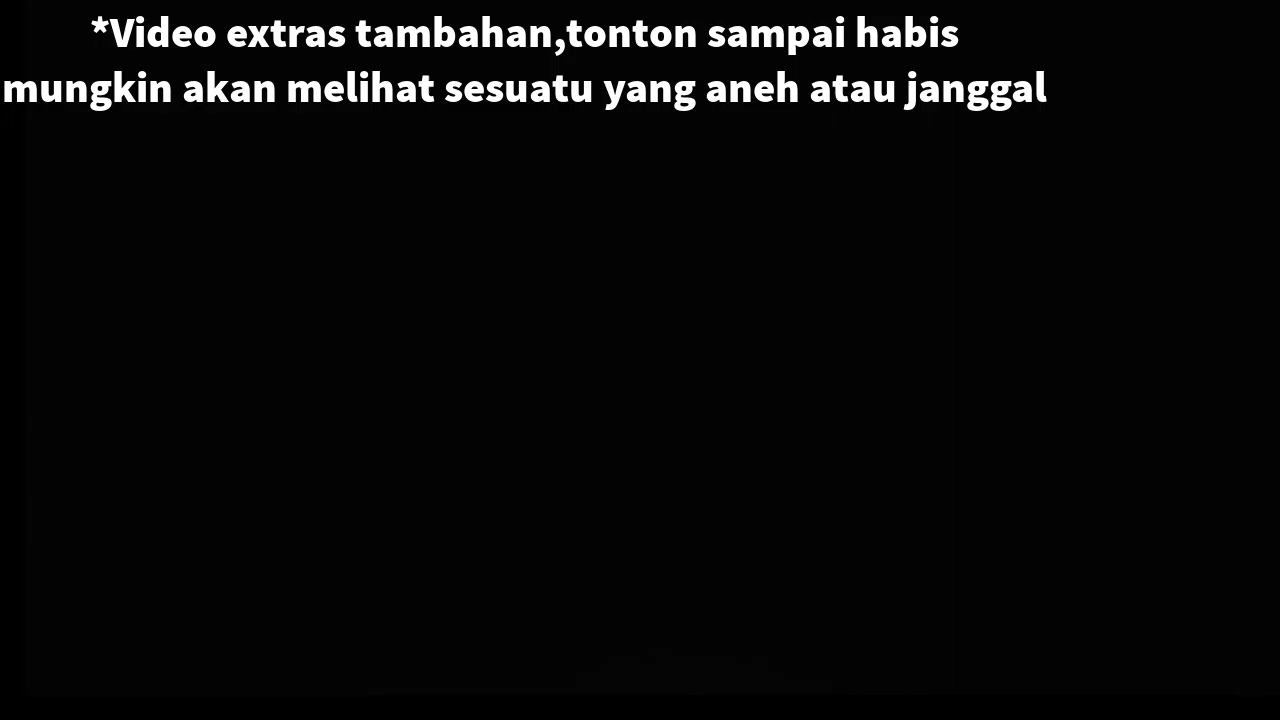 *Video extras tambahan,tonton sampai habis
mungkin akan melihat sesuatu yang aneh atau janggal